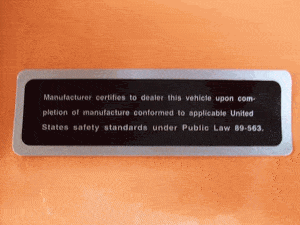 Manufacturer certifies to dealer this vehicle upon com-
pletion of manufacture conformed to applicable United
States safety standards under Public Law 89-563.